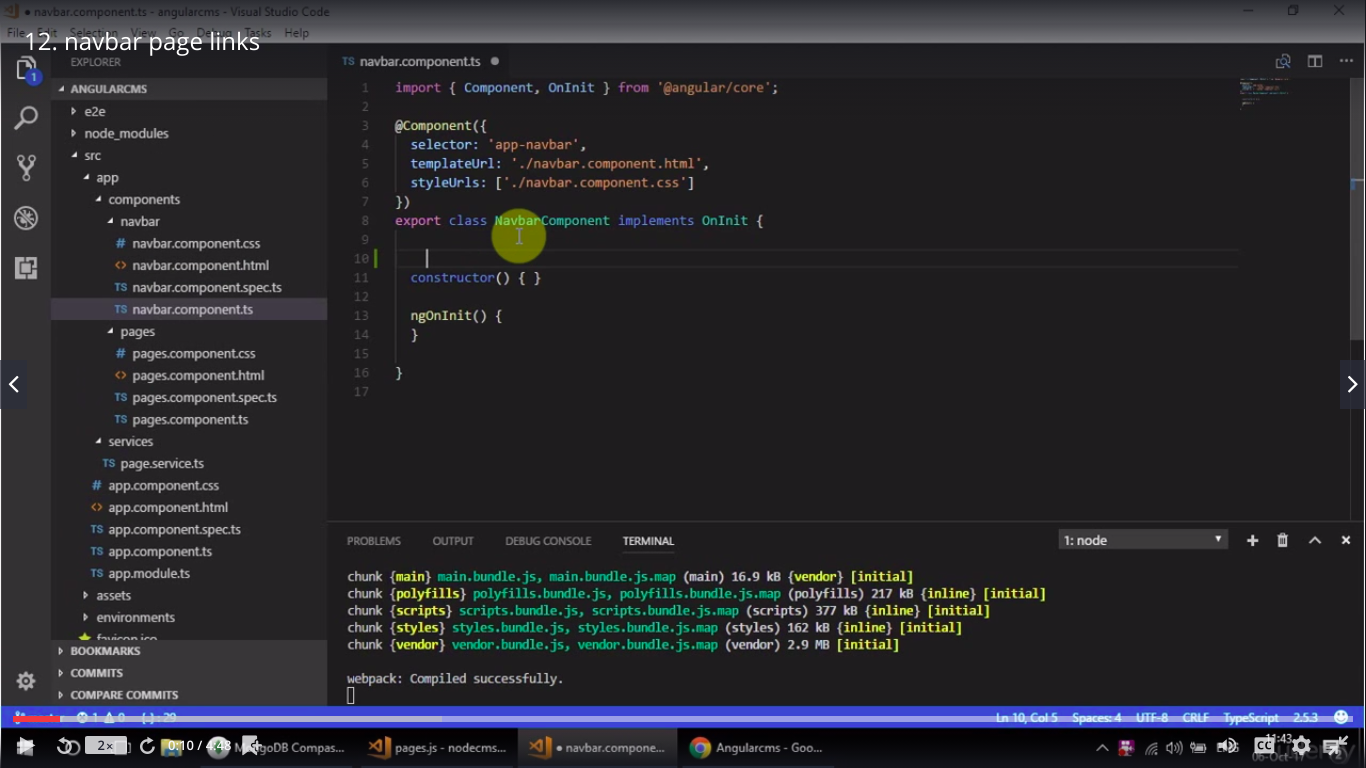 navbar.component.ts - angularcms - Visual Studio Code
File Edit Selection View Go Debug Tasks Help
12. navbar page links
EXPLORER
ANGULARCMS
e2e
node_modules
src
app
components
navbar
navbar.component.css
navbar.component.html
navbar.component.spec.ts
navbar.component.ts
pages
pages.component.css
pages.component.html
pages.component.spec.ts
pages.component.ts
services
page.service.ts
app.component.css
app.component.html
app.component.spec.ts
app.component.ts
app.module.ts
assets
environments
favicon.ico
BOOKMARKS
COMMITS
COMPARE COMMITS
TS navbar.component.ts
1 import { Component, OnInit } from '@angular/core';
2
3 @Component({
4 selector: 'app-navbar',
5 templateUrl: './navbar.component.html',
6 styleUrls: ['./navbar.component.css']
7 })
8 export class NavbarComponent implements OnInit {
9
10
11 constructor() { }
12
13 ngOnInit() {
14 }
15
16 }
17
PROBLEMS OUTPUT DEBUG CONSOLE TERMINAL 1: node
chunk {main} main.bundle.js, main.bundle.js.map (main) 16.9 kB {vendor} [initial]
chunk {polyfills} polyfills.bundle.js, polyfills.bundle.js.map (polyfills) 217 kB {inline} [initial]
chunk {scripts} scripts.bundle.js, scripts.bundle.js.map (scripts) 377 kB {inline} [initial]
chunk {styles} styles.bundle.js, styles.bundle.js.map (styles) 162 kB {inline} [initial]
chunk {vendor} vendor.bundle.js, vendor.bundle.js.map (vendor) 2.9 MB [initial]
webpack: Compiled successfully.
Ln 10, Col 5 Spaces: 4 UTF-8 CRLF TypeScript 2.5.3
2x 0:10 / 4:48 MongoDB Compas... pages.js - nodecms... navbar.compone... Angularcms - Goo... CC 11:43
06-Oct-17